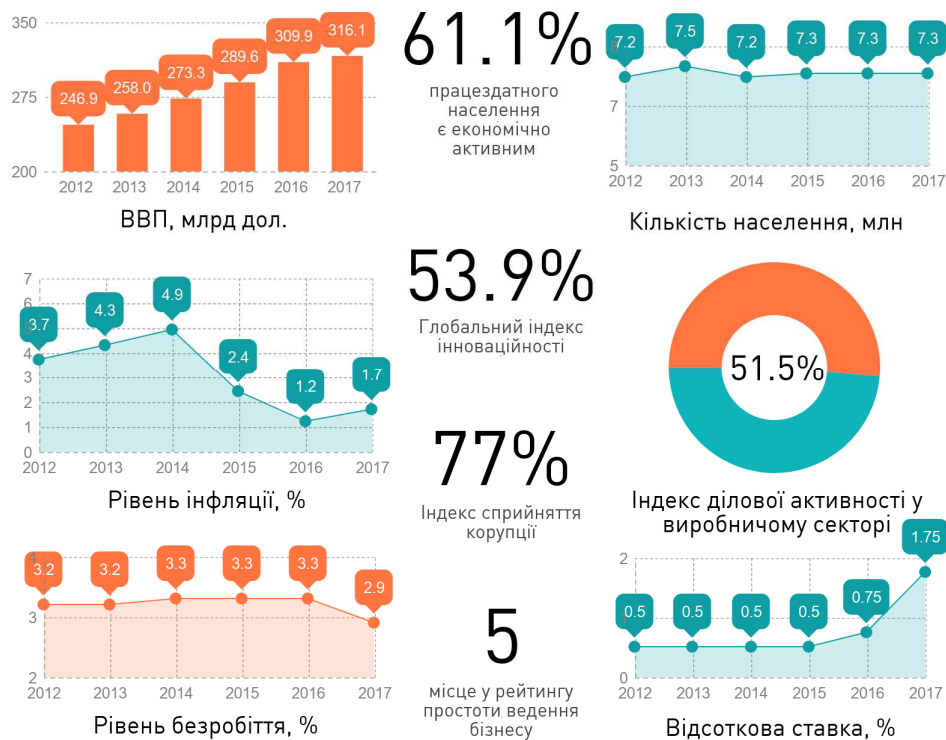 350
275
200
246.9
258.0
273.3
289.6
309.9
316.1
2012 2013 2014 2015 2016 2017
ВВП, млрд дол.
61.1%
працездатного
населення
є економічно
активним
8
7
5
7.2
7.5
7.2
7.3
7.3
7.3
2012 2013 2014 2015 2016 2017
Кількість населення, млн
7
6
5
4
3
2
1
0
3.7
4.3
4.9
2.4
1.2
1.7
2012 2013 2014 2015 2016 2017
Рівень інфляції, %
53.9%
Глобальний індекс
інноваційності
51.5%
Індекс ділової активності у
виробничому секторі
77%
Індекс сприйняття
корупції
4
3
2
3.2
3.2
3.3
3.3
3.3
2.9
2012 2013 2014 2015 2016 2017
Рівень безробіття, %
5
місце у рейтингу
простоти ведення
бізнесу
2
1
0
0.5
0.5
0.5
0.5
0.75
1.75
2012 2013 2014 2015 2016 2017
Відсоткова ставка, %